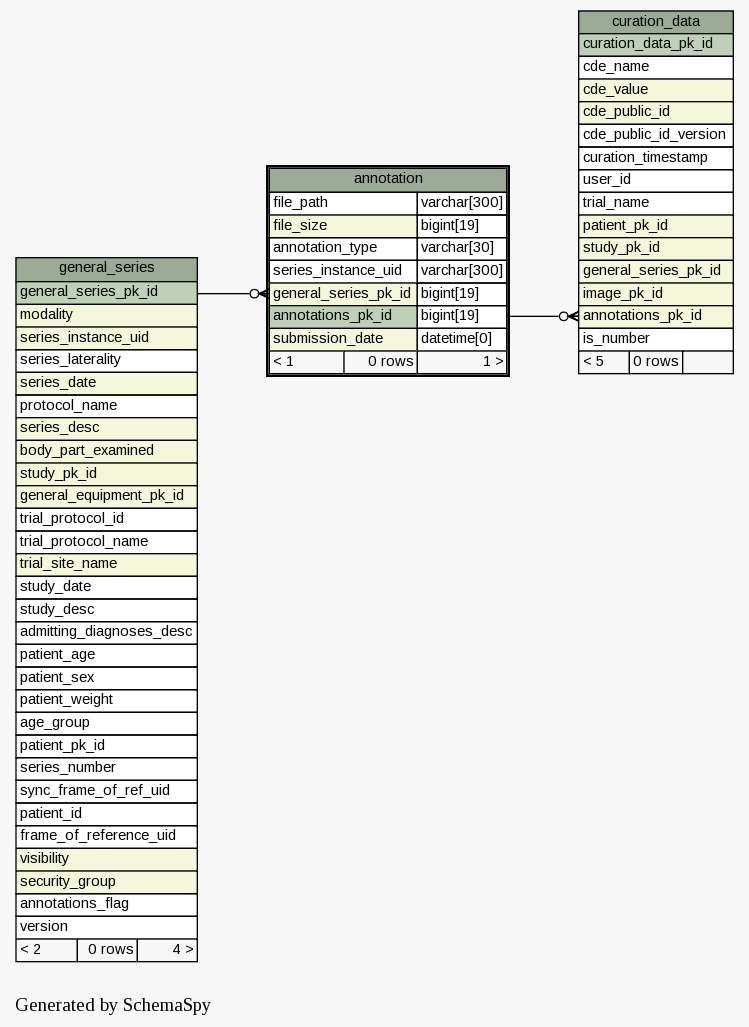 curation_data
curation_data_pk_id
cde_name
cde_value
cde_public_id
cde_public_id_version
curation_timestamp
user_id
trial_name
patient_pk_id
study_pk_id
general_series_pk_id
image_pk_id
annotations_pk_id
is_number
< 5 0 rows
annotation
file_path varchar[300]
file_size bigint[19]
annotation_type varchar[30]
series_instance_uid varchar[300]
general_series_pk_id bigint[19]
annotations_pk_id bigint[19]
submission_date datetime[0]
< 1 0 rows 1 >
general_series
general_series_pk_id
modality
series_instance_uid
series_laterality
series_date
protocol_name
series_desc
body_part_examined
study_pk_id
general_equipment_pk_id
trial_protocol_id
trial_protocol_name
trial_site_name
study_date
study_desc
admitting_diagnoses_desc
patient_age
patient_sex
patient_weight
age_group
patient_pk_id
series_number
sync_frame_of_ref_uid
patient_id
frame_of_reference_uid
visibility
security_group
annotations_flag
version
< 2 0 rows 4 >
Generated by SchemaSpy